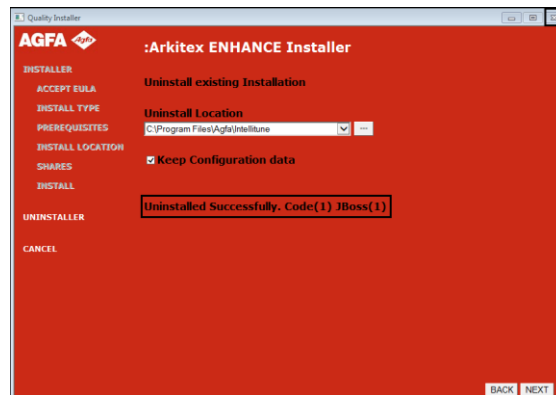 Quality Installer
AGFA Agfa
:Arkitex ENHANCE Installer
INSTALLER
ACCEPT EULA
INSTALL TYPE
PREREQUISITES
INSTALL LOCATION
SHARES
INSTALL
UNINSTALLER
CANCEL
Uninstall existing Installation
Uninstall Location
C:\Program Files\Agfa\Intellitune
...
Keep Configuration data
Uninstalled Successfully. Code(1) JBoss(1)
BACK NEXT